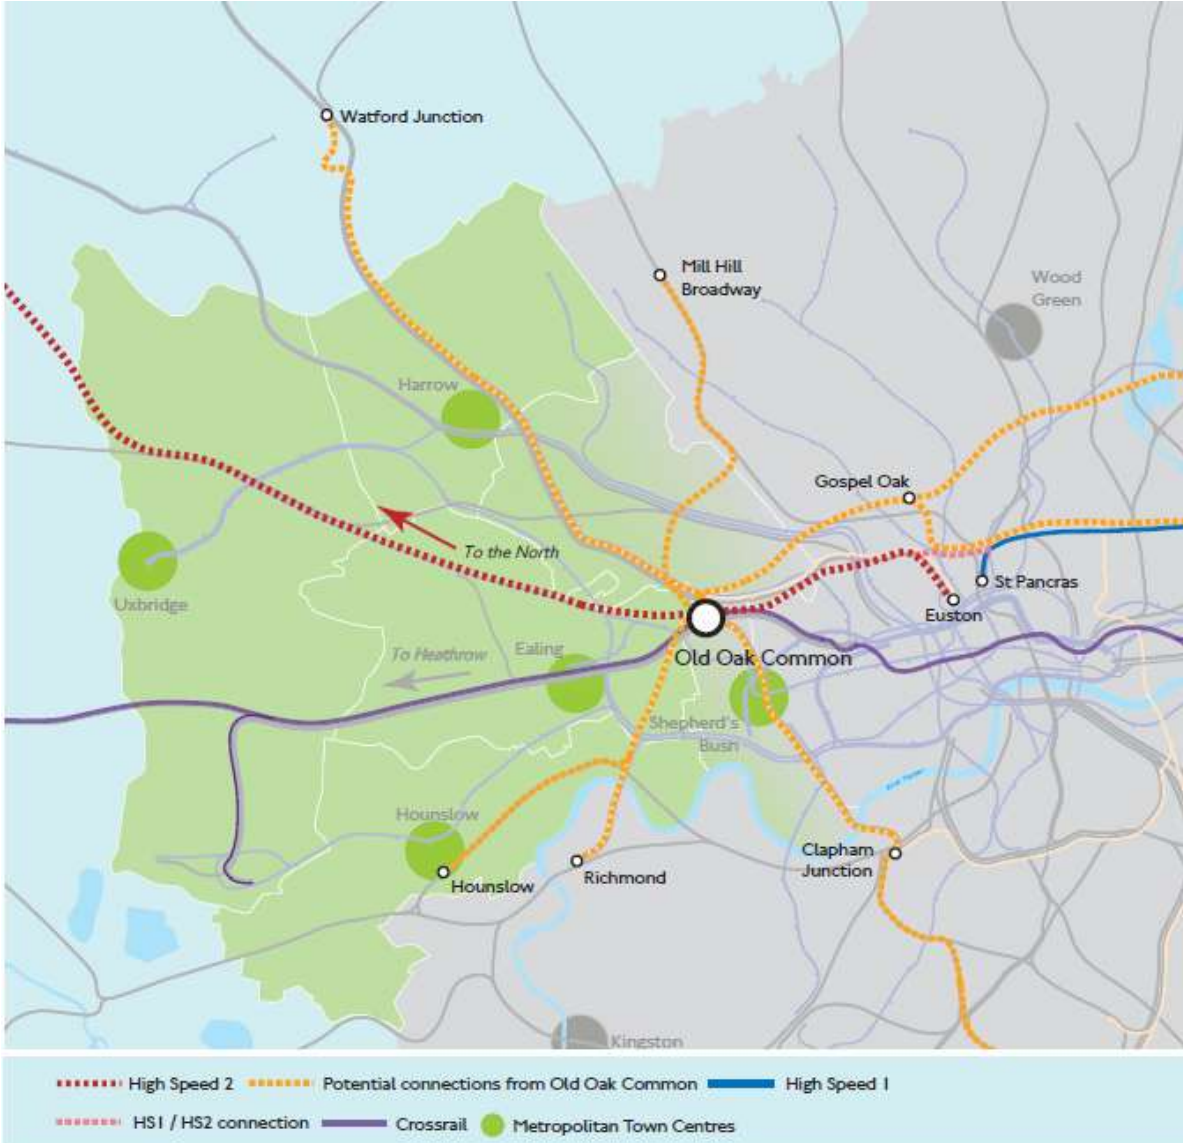 Watford Junction
Mill Hill
Broadway
Wood
Green
Harrow
Gospel Oak
To the North
St Pancras
Uxbridge
Euston
Ealing
To Heathrow
Old Oak Common
Shepherd's
Bush
Hounslow
Clapham
Junction
Hounslow
Richmond
Kingston
High Speed 2
Potential connections from Old Oak Common
High Speed 1
HS1 / HS2 connection
Crossrail
Metropolitan Town Centres